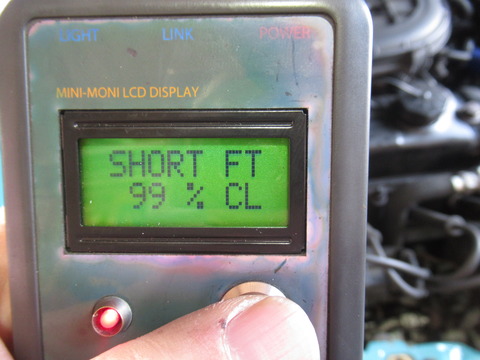 LIGHT LINK POWER
MINI-MONI LCD DISPLAY
SHORT FT
99 % CL